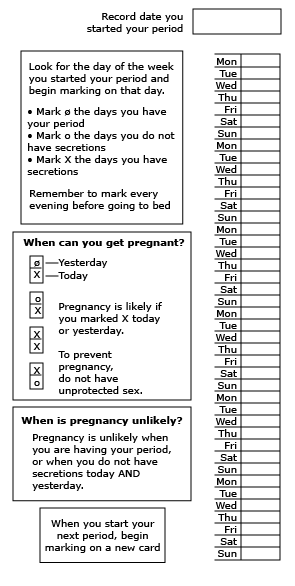 Record date you
started your period
Look for the day of the week
you started your period and
begin marking on that day.
• Mark ø the days you have
your period
• Mark o the days you do not
have secretions
• Mark X the days you have
secretions
Remember to mark every
evening before going to bed
When can you get pregnant?
ø Yesterday
X Today
o
X
Pregnancy is likely if
you marked X today
or yesterday.
X
X
To prevent
pregnancy,
do not have
unprotected sex.
X
o
When is pregnancy unlikely?
Pregnancy is unlikely when
you are having your period,
or when you do not have
secretions today AND
yesterday.
When you start your
next period, begin
marking on a new card
Mon
Tue
Wed
Thu
Fri
Sat
Sun
Mon
Tue
Wed
Thu
Fri
Sat
Sun
Mon
Tue
Wed
Thu
Fri
Sat
Sun
Mon
Tue
Wed
Thu
Fri
Sat
Sun
Mon
Tue
Wed
Thu
Fri
Sat
Sun
Mon
Tue
Wed
Thu
Fri
Sat
Sun